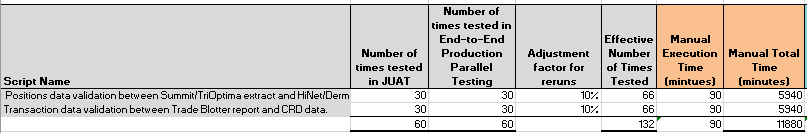 Script Name | Number of times tested in JUAT | Number of times tested in End-to-End Production Parallel Testing | Adjustment factor for reruns | Effective Number of Times Tested | Manual Execution Time (mintues) | Manual Total Time (minutes)
Positions data validation between Summit/TriOptima extract and HiNet/Derm | 30 | 30 | 10% | 66 | 90 | 5940
Transaction data validation between Trade Blotter report and CRD data. | 30 | 30 | 10% | 66 | 90 | 5940
60 | 60 | 132 | 90 | 11880